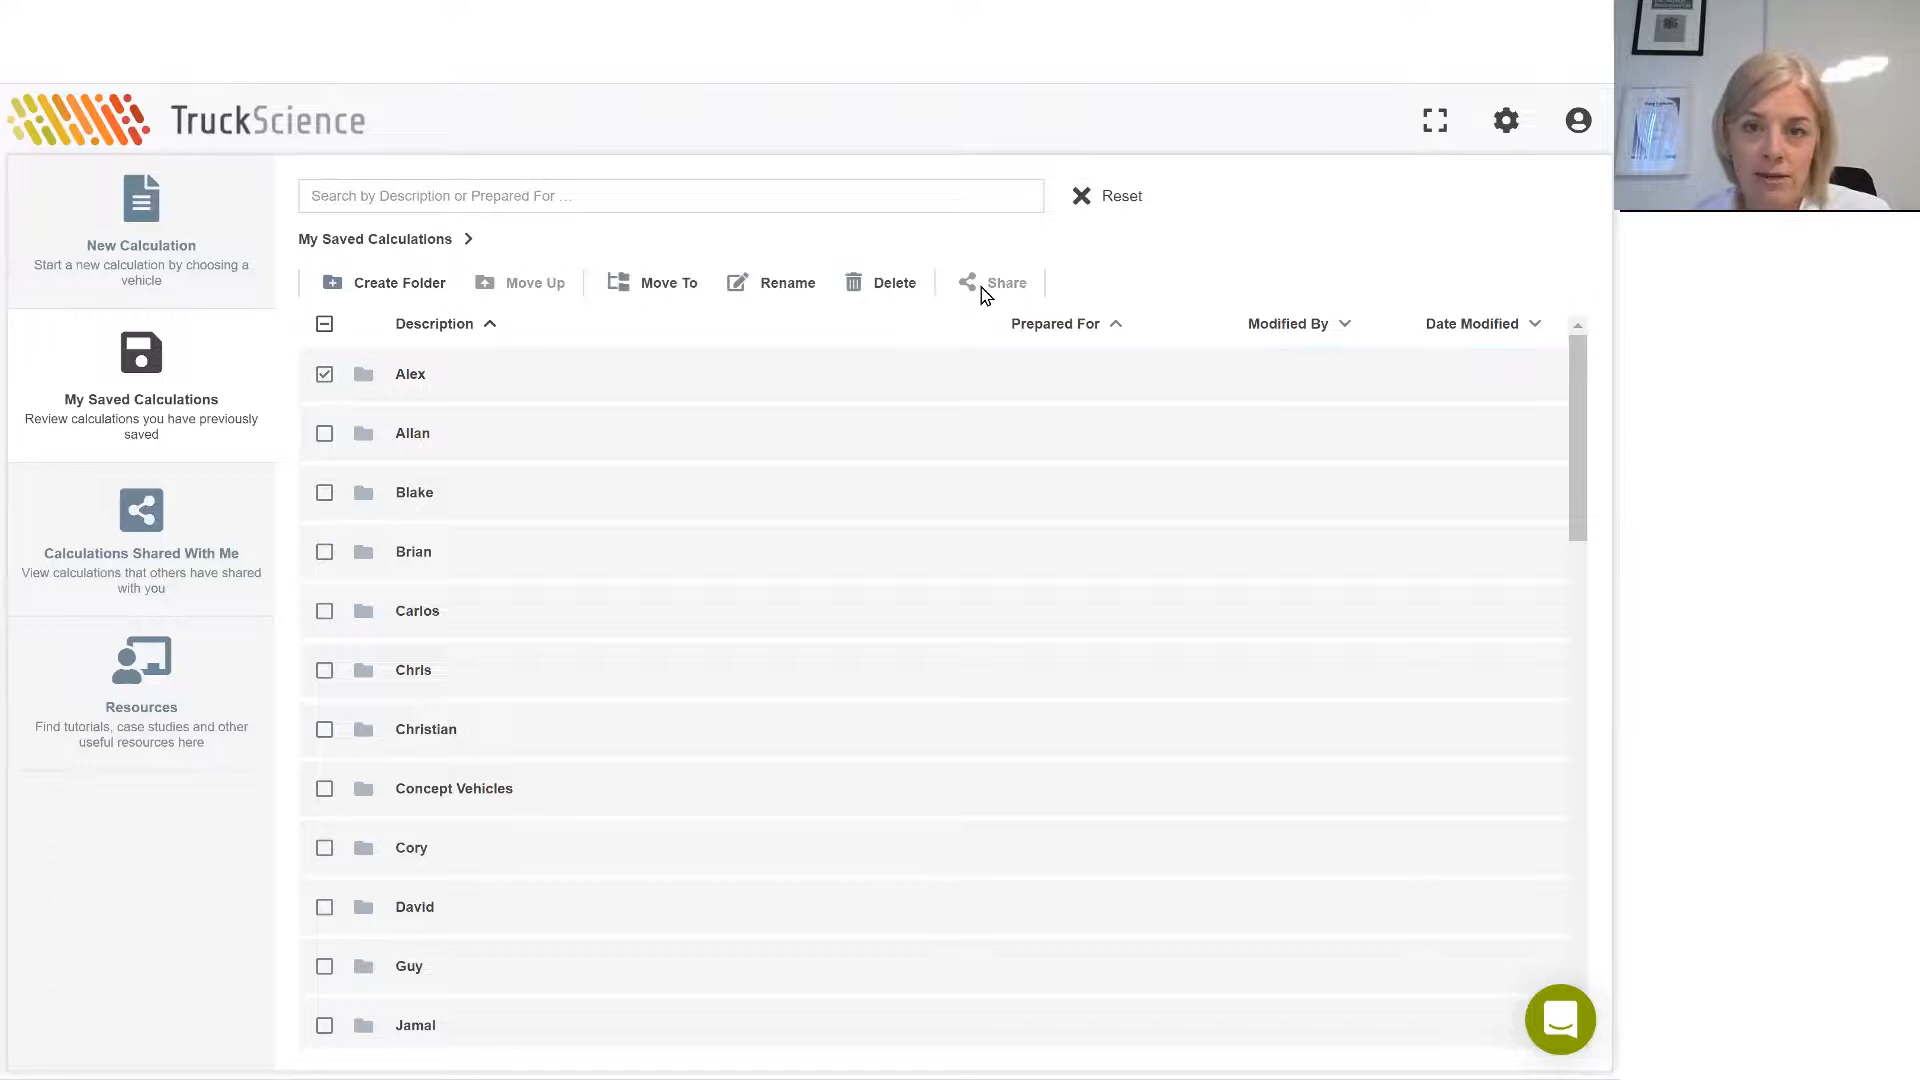 TruckScience
New Calculation
Start a new calculation by choosing a
vehicle
My Saved Calculations
Review calculations you have previously
saved
Calculations Shared With Me
View calculations that others have shared
with you
Resources
Find tutorials, case studies and other
useful resources here
Search by Description or Prepared For …
Reset
My Saved Calculations
Create Folder Move Up Move To Rename Delete Share
Description Prepared For Modified By Date Modified
Alex
Allan
Blake
Brian
Carlos
Chris
Christian
Concept Vehicles
Cory
David
Guy
Jamal